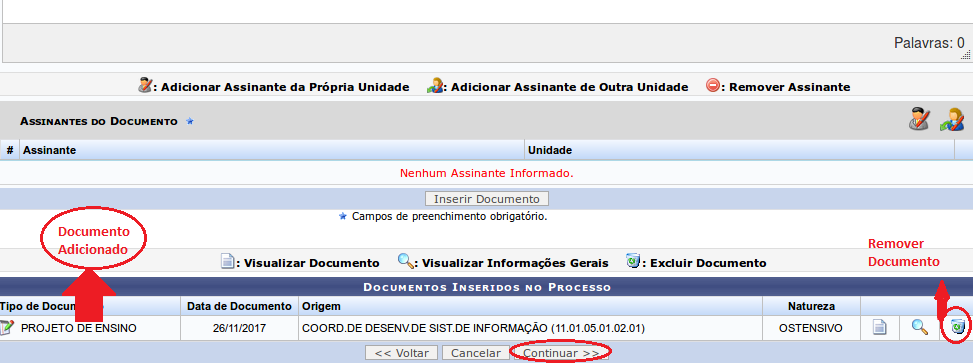 Palavras: 0
: Adicionar Assinante da Própria Unidade : Adicionar Assinante de Outra Unidade : Remover Assinante
Assinantes do Documento
# Assinante Unidade
Nenhum Assinante Informado.
Inserir Documento
Campos de preenchimento obrigatório.
Documento
Adicionado
Remover
Documento
: Visualizar Documento : Visualizar Informações Gerais : Excluir Documento
Documentos Inseridos no Processo
Tipo de Data de Documento Origem Natureza
PROJETO DE ENSINO 26/11/2017 COORD.DE DESENV.DE SIST.DE INFORMAÇÃO (11.01.05.01.02.01) OSTENSIVO
<< Voltar Cancelar Continuar >>